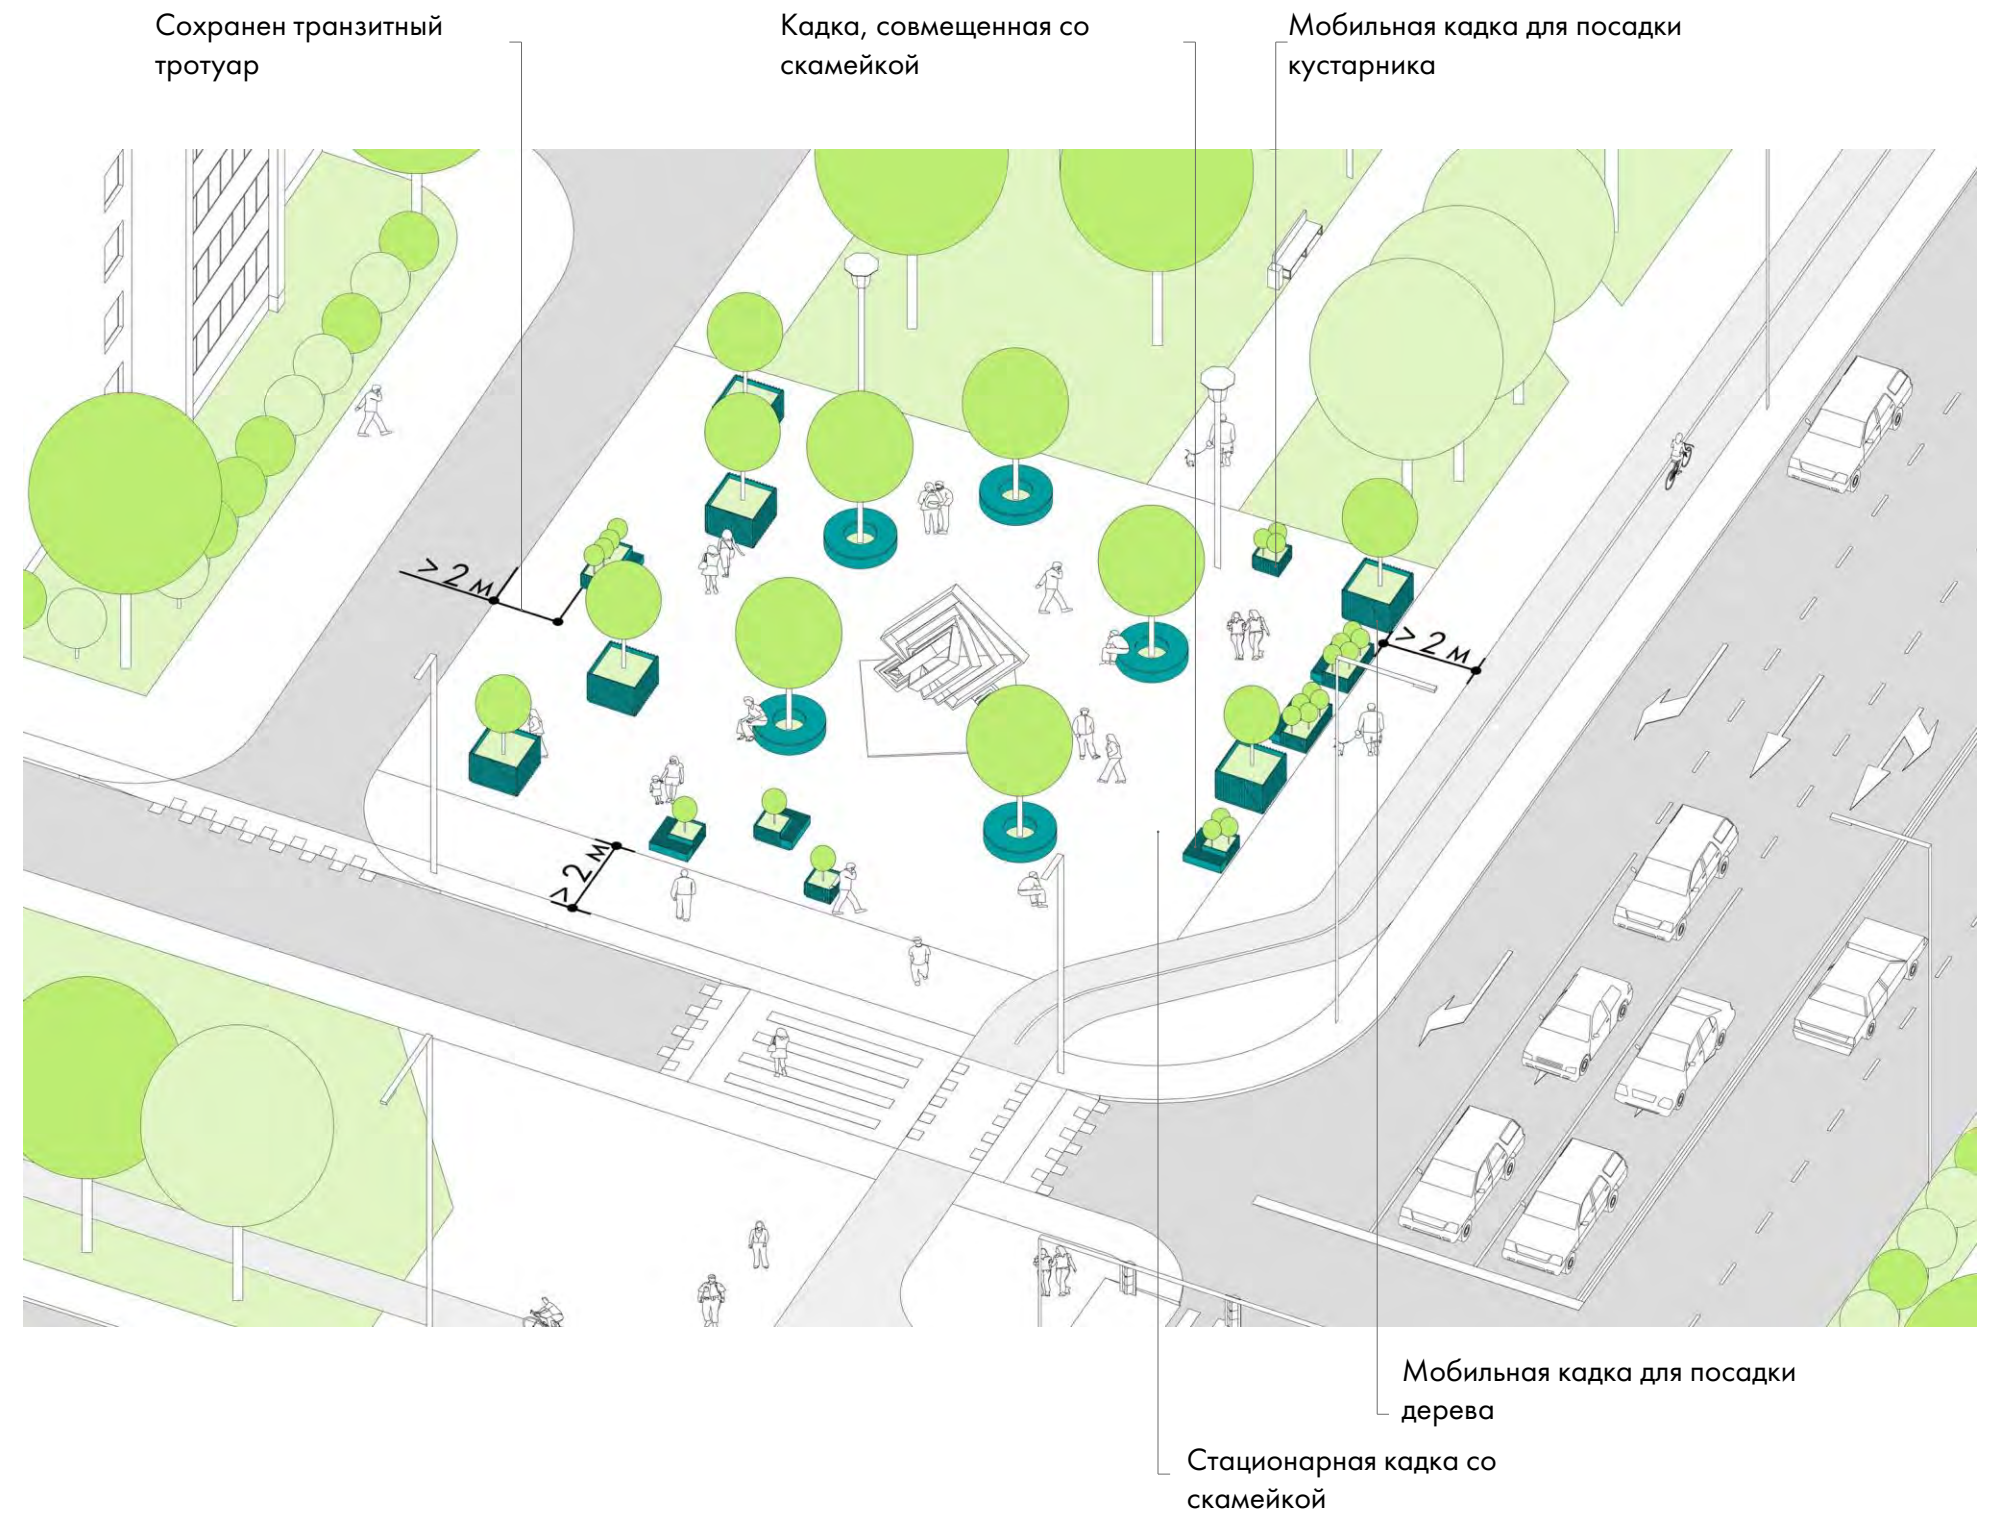 Сохранен транзитный
тротуар
Кадка, совмещенная со
скамейкой
Мобильная кадка для посадки
кустарника
> 2 м
> 2 м
> 2 м
Мобильная кадка для посадки
дерева
Стационарная кадка со
скамейкой